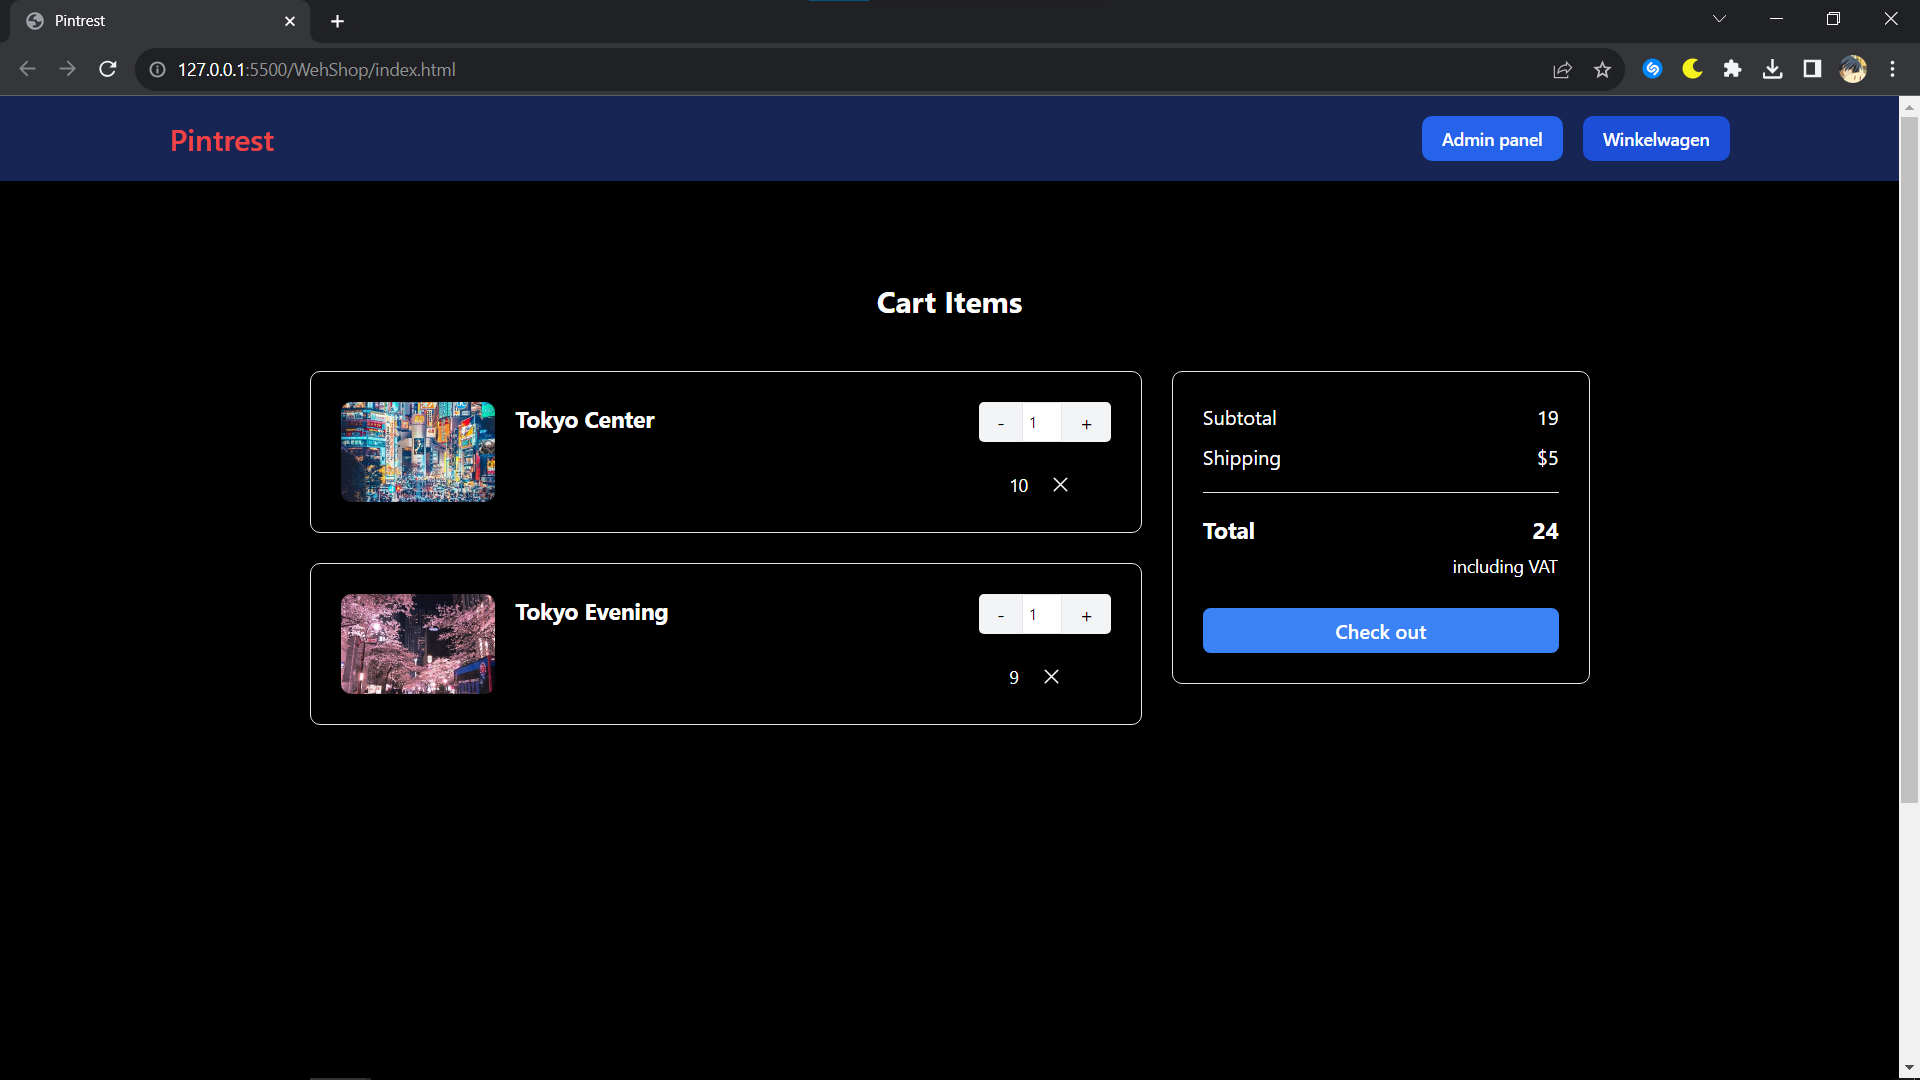 Pintrest
127.0.0.1:5500/WehShop/index.html
Pintrest
Admin panel
Winkelwagen
Cart Items
Tokyo Center
- 1 +
10
Tokyo Evening
- 1 +
9
Subtotal 19
Shipping $5
Total 24
including VAT
Check out